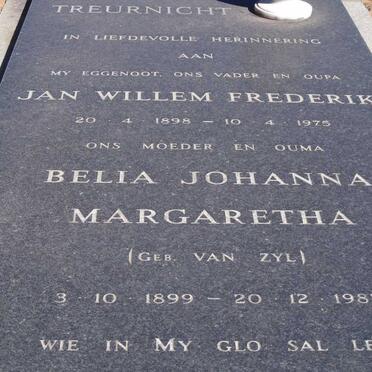 TREURNICHT
IN LIEFDEVOLLE HERINNERING
AAN
MY EGGENOOT, ONS VADER EN OUPA
JAN WILLEM FREDERIK
20 · 4 · 1898 – 10 · 4 · 1975
ONS MOEDER EN OUMA
BELIA JOHANNA
MARGARETHA
(GEB. VAN ZYL)
3 · 10 · 1899 – 20 · 12 · 198
WIE IN MY GLO SAL LE